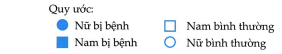 Quy ước:
Nữ bị bệnh Nam bình thường
Nam bị bệnh Nữ bình thường